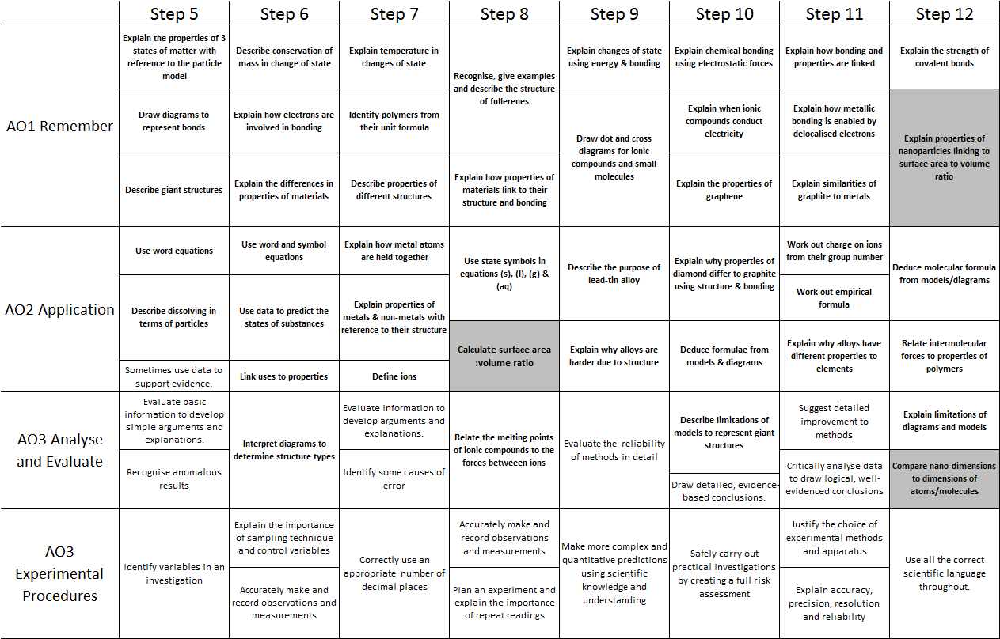 Step 5
Step 6
Step 7
Step 8
Step 9
Step 10
Step 11
Step 12
AO1 Remember
Explain the properties of 3
states of matter with
reference to the particle
model
Describe conservation of
mass in change of state
Explain temperature in
changes of state
Recognise, give examples
and describe the structure
of fullerenes
Explain changes of state
using energy & bonding
Explain chemical bonding
using electrostatic forces
Explain how bonding and
properties are linked
Explain the strength of
covalent bonds
Draw diagrams to
represent bonds
Explain how electrons are
involved in bonding
Identify polymers from
their unit formula
Draw dot and cross
diagrams for ionic
compounds and small
molecules
Explain when ionic
compounds conduct
electricity
Explain how metallic
bonding is enabled by
delocalised electrons
Explain properties of
nanoparticles linking to
surface area to volume
ratio
Describe giant structures
Explain the differences in
properties of materials
Describe properties of
different structures
Explain how properties of
materials link to their
structure and bonding
Explain the properties of
graphene
Explain similarities of
graphite to metals
AO2 Application
Use word equations
Use word and symbol
equations
Explain how metal atoms
are held together
Use state symbols in
equations (s), (l), (g) &
(aq)
Describe the purpose of
lead-tin alloy
Explain why properties of
diamond differ to graphite
using structure & bonding
Work out charge on ions
from their group number
Deduce molecular formula
from models/diagrams
Work out empirical
formula
Describe dissolving in
terms of particles
Use data to predict the
states of substances
Explain properties of
metals & non-metals with
reference to their structure
Calculate surface area
:volume ratio
Explain why alloys are
harder due to structure
Deduce formulae from
models & diagrams
Explain why alloys have
different properties to
elements
Relate intermolecular
forces to properties of
polymers
Sometimes use data to
support evidence.
Link uses to properties
Define ions
AO3 Analyse
and Evaluate
Evaluate basic
information to develop
simple arguments and
explanations.
Interpret diagrams to
determine structure types
Evaluate information to
develop arguments and
explanations.
Relate the melting points
of ionic compounds to the
forces betweeen ions
Evaluate the  reliability
of methods in detail
Describe limitations of
models to represent giant
structures
Suggest detailed
improvement to
methods
Explain limitations of
diagrams and models
Recognise anomalous
results
Identify some causes of
error
Draw detailed, evidence-
based conclusions.
Critically analyse data
to draw logical, well-
evidenced conclusions
Compare nano-dimensions
to dimensions of
atoms/molecules
AO3
Experimental
Procedures
Identify variables in an
investigation
Explain the importance
of sampling technique
and control variables
Correctly use an
appropriate  number of
decimal places
Accurately make and
record observations
and measurements
Make more complex and
quantitative predictions
using scientific
knowledge and
understanding
Safely carry out
practical investigations
by creating a full risk
assessment
Justify the choice of
experimental methods
and apparatus
Use all the correct
scientific language
throughout.
Accurately make and
record observations and
measurements
Plan an experiment and
explain the importance
of repeat readings
Explain accuracy,
precision, resolution
and reliability